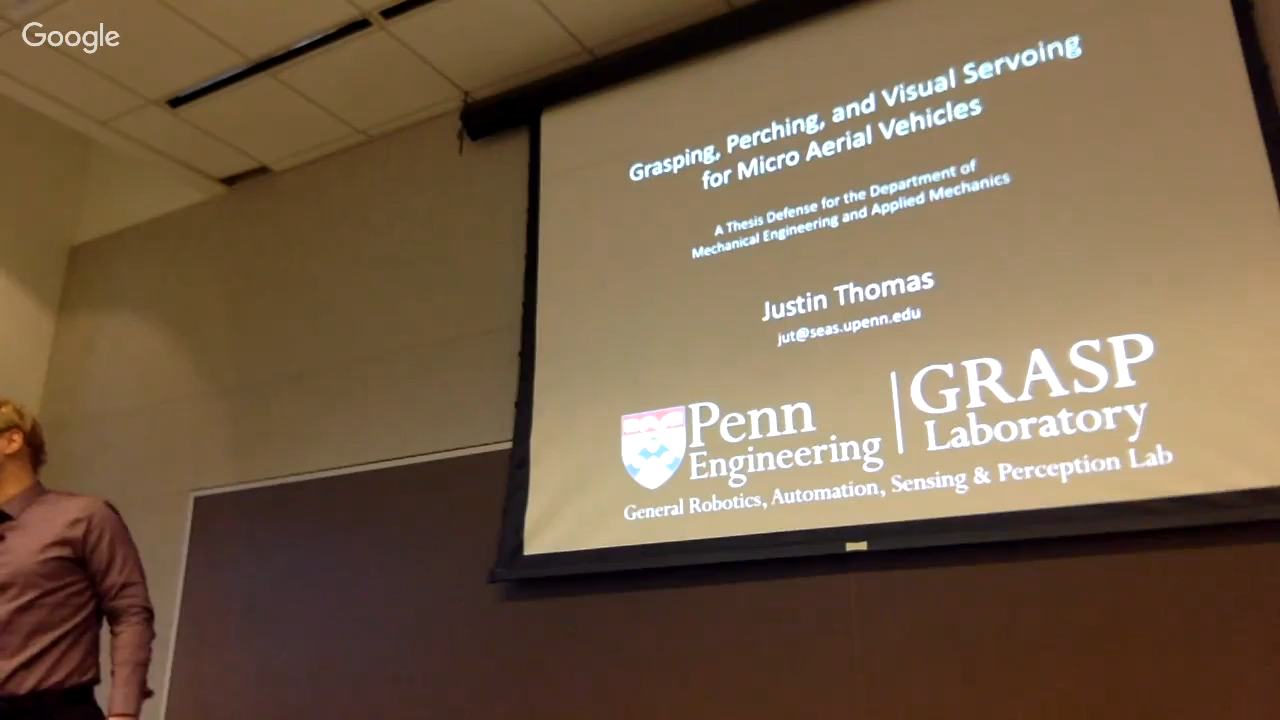 Google
Grasping, Perching, and Visual Servoing
for Micro Aerial Vehicles
A Thesis Defense for the Department of
Mechanical Engineering and Applied Mechanics
Justin Thomas
jut@seas.upenn.edu
Penn
Engineering
GRASP
Laboratory
General Robotics, Automation, Sensing & Perception Lab